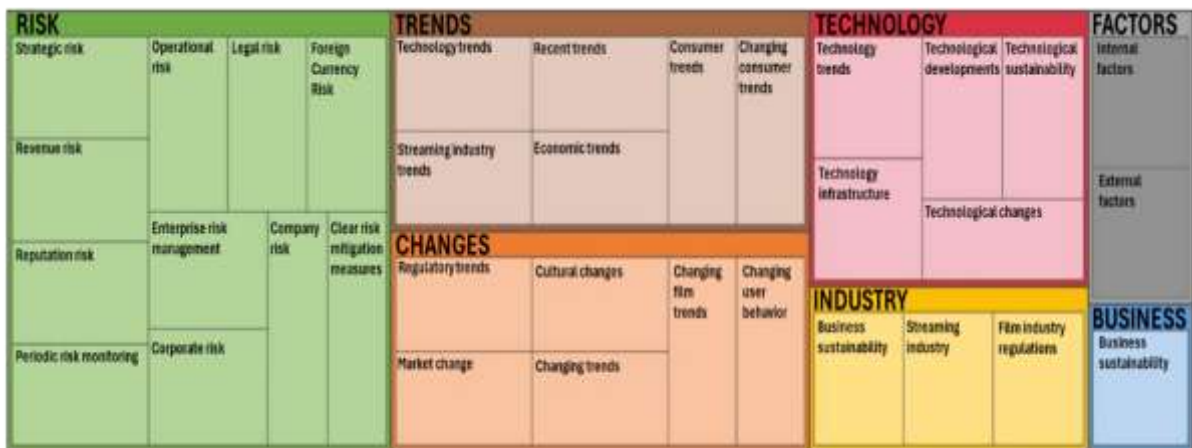 RISK
Strategic risk
Operational
risk
Legal risk
Foreign
Currency
Risk
Revenue risk
Reputation risk
Enterprise risk
management
Company
risk
Clear risk
mitigation
measures
Periodic risk monitoring
Corporate risk
TRENDS
Technology trends
Recent trends
Consumer
trends
Changing
consumer
trends
Streaming industry
trends
Economic trends
CHANGES
Regulatory trends
Cultural changes
Changing
film
trends
Changing
user
behavior
Market change
Changing trends
TECHNOLOGY
Technology
trends
Technological
developments
Technological
sustainability
Technology
infrastructure
Technological changes
INDUSTRY
Business
sustainability
Streaming
industry
Film industry
regulations
FACTORS
Internal
factors
External
factors
BUSINESS
Business
sustainability